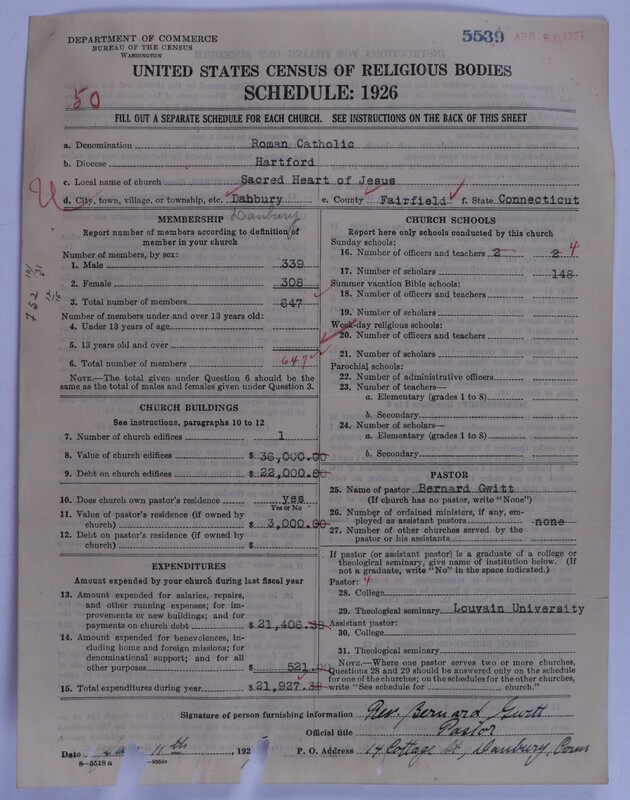 DEPARTMENT OF COMMERCE
BUREAU OF THE CENSUS
WASHINGTON
5539
UNITED STATES CENSUS OF RELIGIOUS BODIES
SCHEDULE: 1926
50
FILL OUT A SEPARATE SCHEDULE FOR EACH CHURCH. SEE INSTRUCTIONS ON THE BACK OF THIS SHEET
a. Denomination Roman Catholic
b. Diocese Hartford
c. Local name of church Sacred Heart of Jesus
d. City, town, village, or township, etc. Dabbury e. County Fairfield f. State Connecticut
Danbury
MEMBERSHIP
Report number of members according to definition of
member in your church
Number of members, by sex:
1. Male 339
2. Female 308
3. Total number of members 647
Number of members under and over 13 years old:
4. Under 13 years of age
5. 13 years old and over
6. Total number of members 647
NOTE.—The total given under Question 6 should be
same as the total of males and females given under Question 3.
CHURCH BUILDINGS
See instructions, paragraphs 10 to 12
7. Number of church edifices 1
8. Value of church edifices $ 38,000.00
9. Debt on church edifices $ 22,000.00
10. Does church own pastor's residence yes
Yes or No
11. Value of pastor's residence (if owned by
church) $ 3,000.00
12. Debt on pastor's residence (if owned by
church) $
EXPENDITURES
Amount expended by your church during last fiscal year
13. Amount expended for salaries, repairs,
and other running expenses; for im-
provements or new buildings; and for
payments on church debt $ 21,406.38
14. Amount expended for benevolences, in-
cluding home and foreign missions; for
denominational support; and for all
other purposes $ 521.00
15. Total expenditures during year $ 21,927.38
CHURCH SCHOOLS
Report here only schools conducted by this church
Sunday schools:
16. Number of officers and teachers 2 2 4
17. Number of scholars 148
Summer vacation Bible schools:
18. Number of officers and teachers
19. Number of scholars
Week-day religious schools:
20. Number of officers and teachers
21. Number of scholars
Parochial schools:
22. Number of administrative officers
23. Number of teachers—
a. Elementary (grades 1 to 8)
b. Secondary
24. Number of scholars—
a. Elementary (grades 1 to 8)
b. Secondary
PASTOR
25. Name of pastor Bernard Gwitt
(If church has no pastor, write "None")
26. Number of ordained ministers, if any, em-
ployed as assistant pastors none
27. Number of other churches served by the
pastor or his assistants
If pastor (or assistant pastor) is a graduate of a college or
theological seminary, give name of institution below. (If
not a graduate, write "No" in the space indicated.)
Pastor: 4
28. College
29. Theological seminary Louvain University
Assistant pastor:
30. College
31. Theological seminary
NOTE.—Where one pastor serves two or more churches,
Questions 28 and 29 should be answered only on the schedule
for one of the churches; on the schedules for the other churches,
write "See schedule for church."
Signature of person furnishing information Rev. Bernard Gwitt
Official title Pastor
Date 11th, 192 P. O. Address 17 Cottage St, Danbury, Conn
8—5519 a